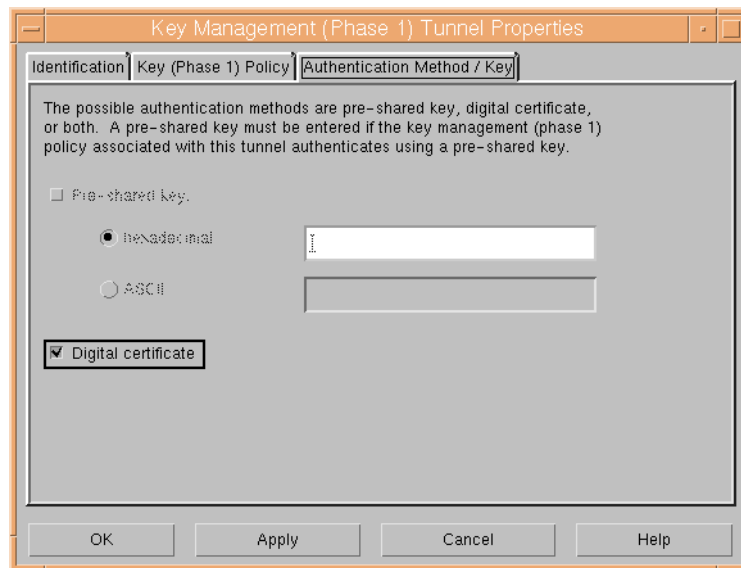 Key Management (Phase 1) Tunnel Properties
Identification Key (Phase 1) Policy Authentication Method / Key
The possible authentication methods are pre-shared key, digital certificate,
or both. A pre-shared key must be entered if the key management (phase 1)
policy associated with this tunnel authenticates using a pre-shared key.
Pre-shared key.
hexadecimal
ASCII
Digital certificate
OK Apply Cancel Help